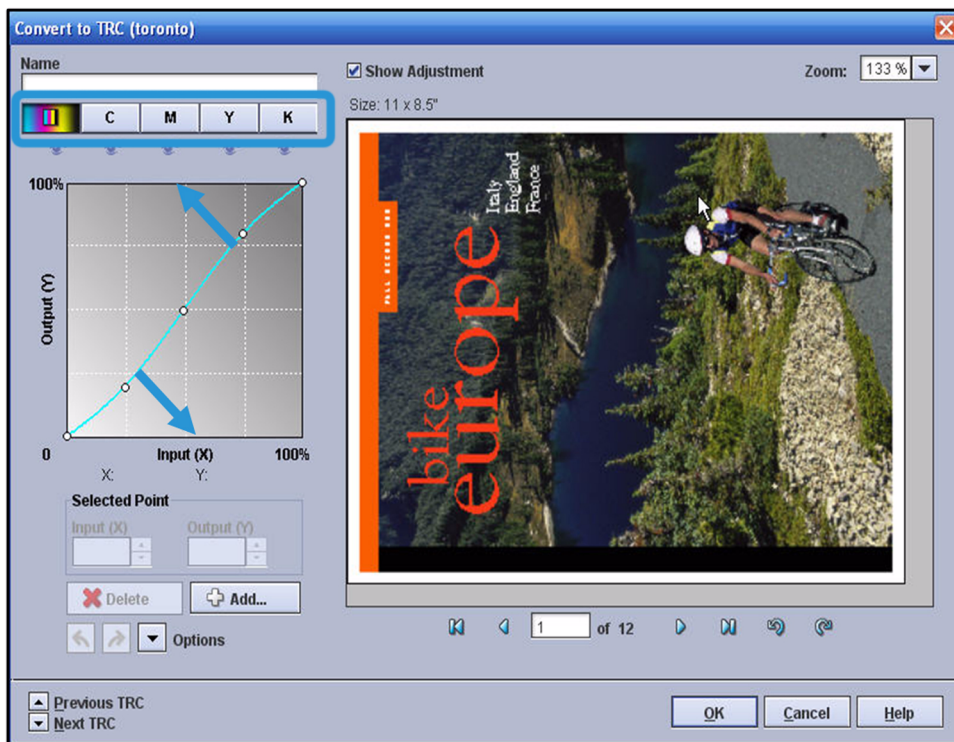 Convert to TRC (toronto)
Name
Show Adjustment
Zoom: 133 %
C M Y K
Size: 11 x 8.5"
100%
Output (Y)
0 Input (X) 100%
X: Y:
Selected Point
Input (X) Output (Y)
Delete Add...
Options
FALL RECORD
bike
europe
Italy
England
France
1 of 12
Previous TRC
Next TRC
OK Cancel Help